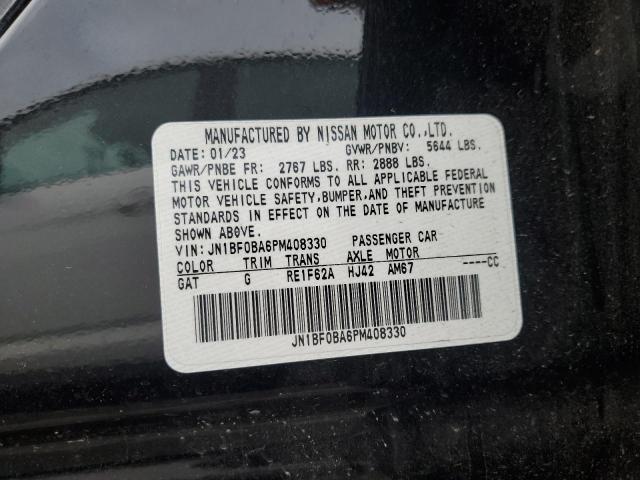 MANUFACTURED BY NISSAN MOTOR CO.,LTD.
DATE: 01/23 GVWR/PNBV: 5644 LBS.
GAWR/PNBE FR: 2767 LBS. RR: 2888 LBS.
THIS VEHICLE CONFORMS TO ALL APPLICABLE FEDERAL
MOTOR VEHICLE SAFETY, BUMPER, AND THEFT PREVENTION
STANDARDS IN EFFECT ON THE DATE OF MANUFACTURE
SHOWN ABOVE.
VIN: JN1BF0BA6PM408330 PASSENGER CAR
COLOR TRIM TRANS AXLE MOTOR
GAT G RE1F62A HJ42 AM67 ----CC
JN1BF0BA6PM408330